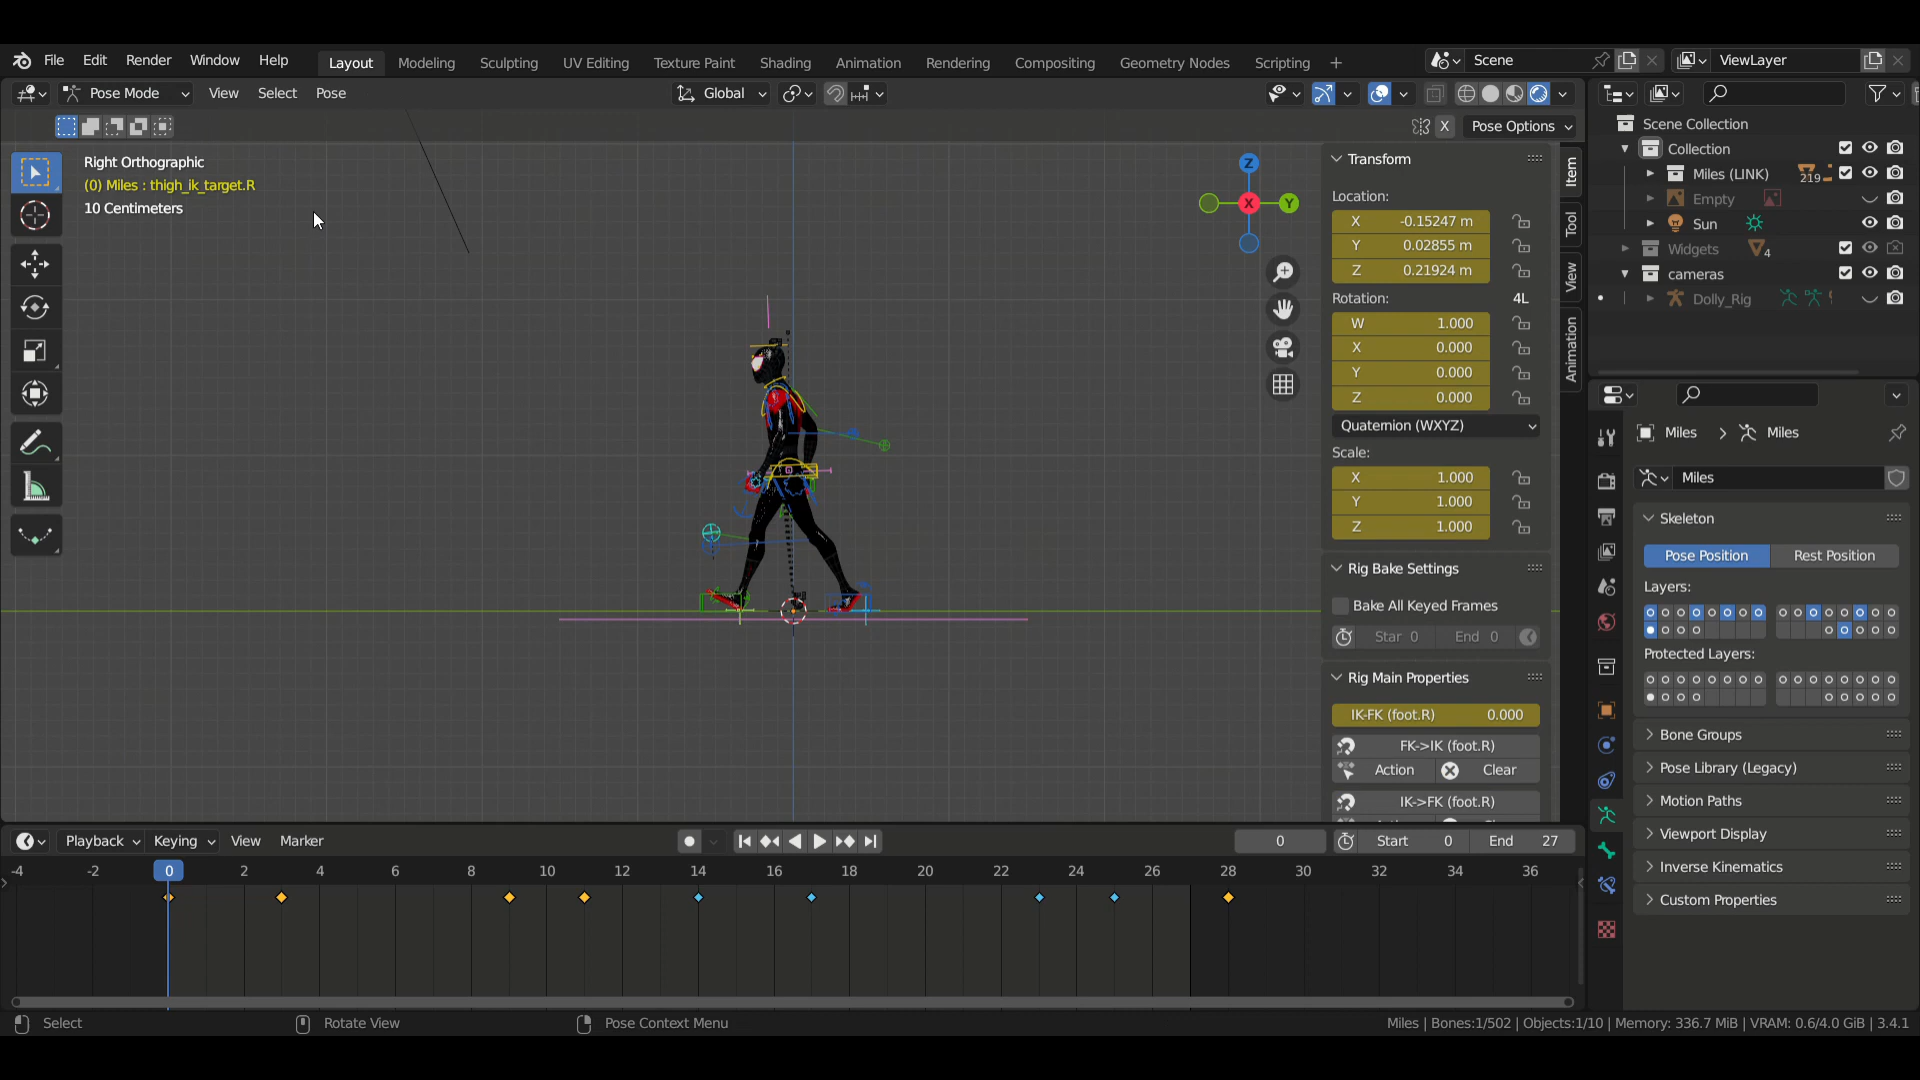 File Edit Render Window Help Layout Modeling Sculpting UV Editing Texture Paint Shading Animation Rendering Compositing Geometry Nodes Scripting + Scene ViewLayer
Pose Mode View Select Pose Global
X Pose Options
Right Orthographic
(0) Miles : thigh_ik_target.R
10 Centimeters
Z
X
Y
Transform
Location:
X -0.15247 m
Y 0.02855 m
Z 0.21924 m
Rotation: 4L
W 1.000
X 0.000
Y 0.000
Z 0.000
Quaternion (WXYZ)
Scale:
X 1.000
Y 1.000
Z 1.000
Rig Bake Settings
Bake All Keyed Frames
Star 0 End 0
Rig Main Properties
IK-FK (foot.R) 0.000
FK->IK (foot.R)
Action Clear
IK->FK (foot.R)
Item
Tool
View
Animation
Scene Collection
Collection
Miles (LINK) 219
Empty
Sun
Widgets 4
cameras
Dolly_Rig
Miles > Miles
Miles
Skeleton
Pose Position Rest Position
Layers:
Protected Layers:
Bone Groups
Pose Library (Legacy)
Motion Paths
Viewport Display
Inverse Kinematics
Custom Properties
Playback Keying View Marker 0 Start 0 End 27
-4 -2 0 2 4 6 8 10 12 14 16 18 20 22 24 26 28 30 32 34 36
Select Rotate View Pose Context Menu Miles | Bones:1/502 | Objects:1/10 | Memory: 336.7 MiB | VRAM: 0.6/4.0 GiB | 3.4.1